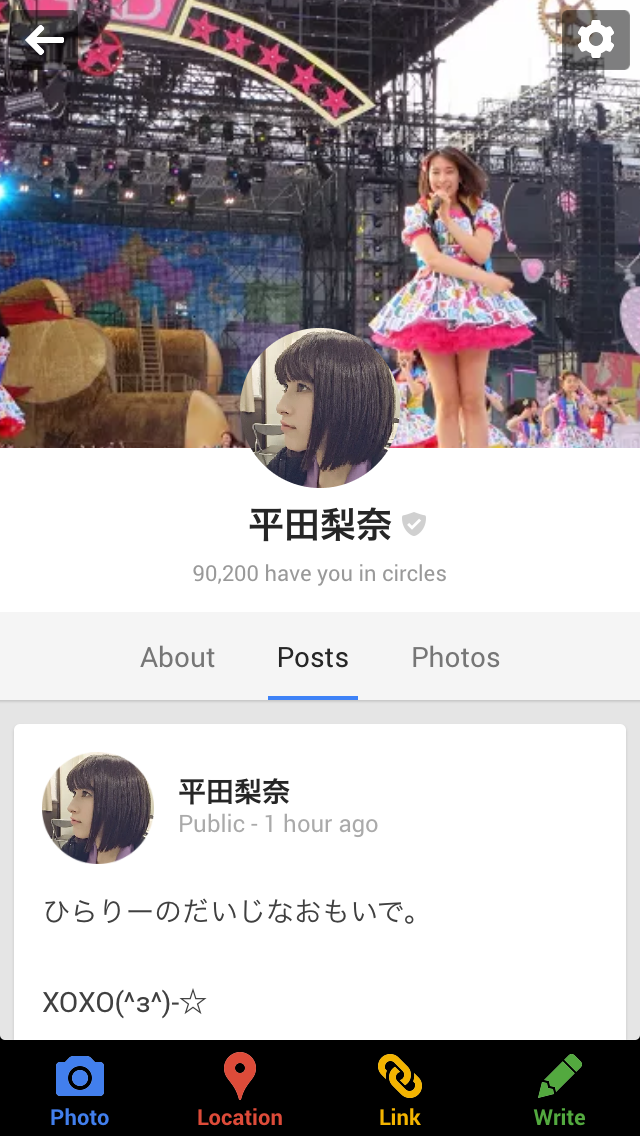 平田梨奈
90,200 have you in circles
About Posts Photos
平田梨奈
Public - 1 hour ago
ひらりーのだいじなおもいで。
XOXO(^з^)-☆
Photo Location Link Write